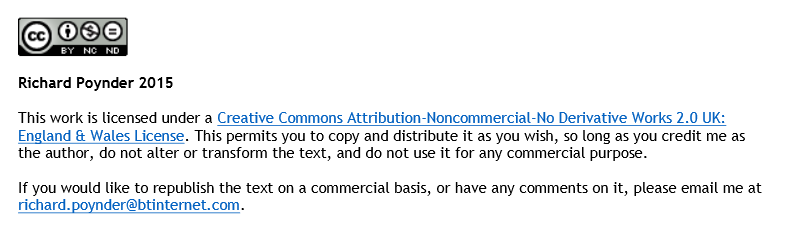 cc BY NC ND
Richard Poynder 2015
This work is licensed under a Creative Commons Attribution-Noncommercial-No Derivative Works 2.0 UK:
England & Wales License. This permits you to copy and distribute it as you wish, so long as you credit me as
the author, do not alter or transform the text, and do not use it for any commercial purpose.
If you would like to republish the text on a commercial basis, or have any comments on it, please email me at
richard.poynder@btinternet.com.